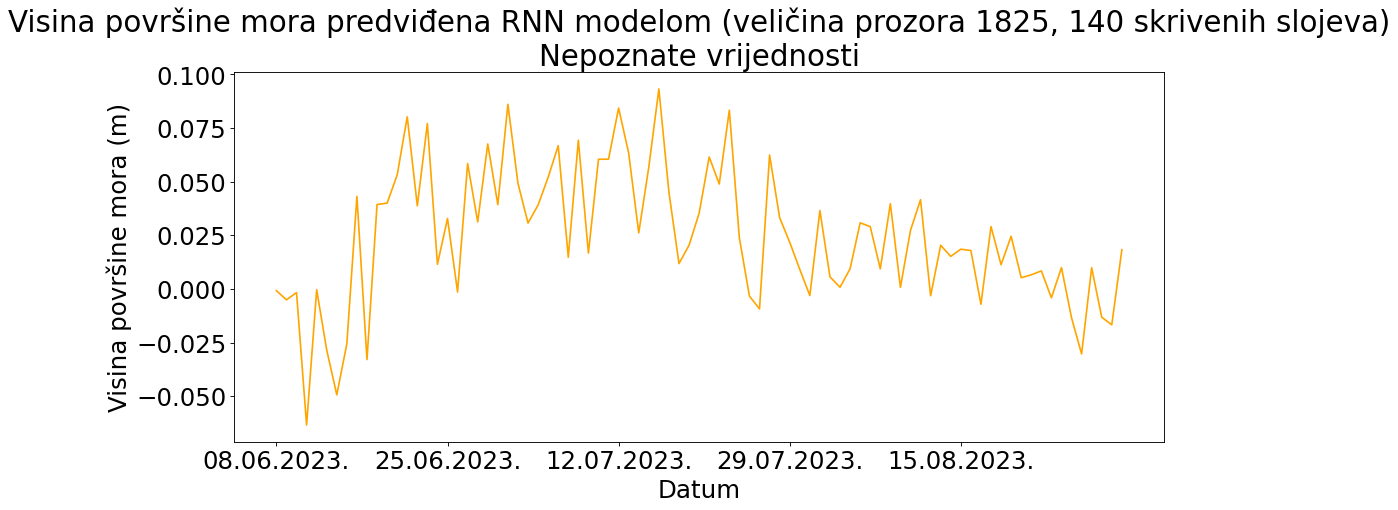 Visina površine mora predviđena RNN modelom (veličina prozora 1825, 140 skrivenih slojeva)
Nepoznate vrijednosti
Visina površine mora (m)
0.100
0.075
0.050
0.025
0.000
−0.025
−0.050
08.06.2023. 25.06.2023. 12.07.2023. 29.07.2023. 15.08.2023.
Datum